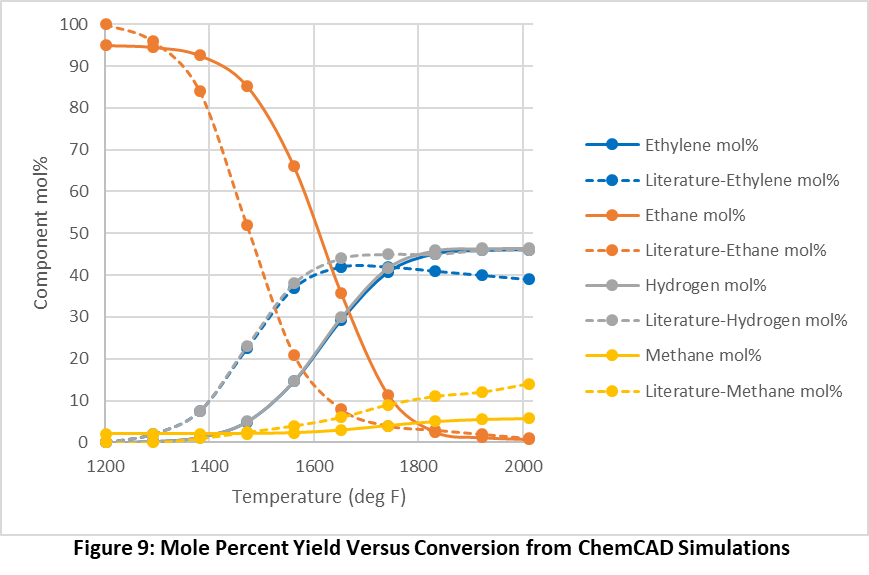 100
90
80
70
60
50
40
30
20
10
0
Component mol%
1200 1400 1600 1800 2000
Temperature (deg F)
Ethylene mol%
Literature-Ethylene mol%
Ethane mol%
Literature-Ethane mol%
Hydrogen mol%
Literature-Hydrogen mol%
Methane mol%
Literature-Methane mol%
Figure 9: Mole Percent Yield Versus Conversion from ChemCAD Simulations